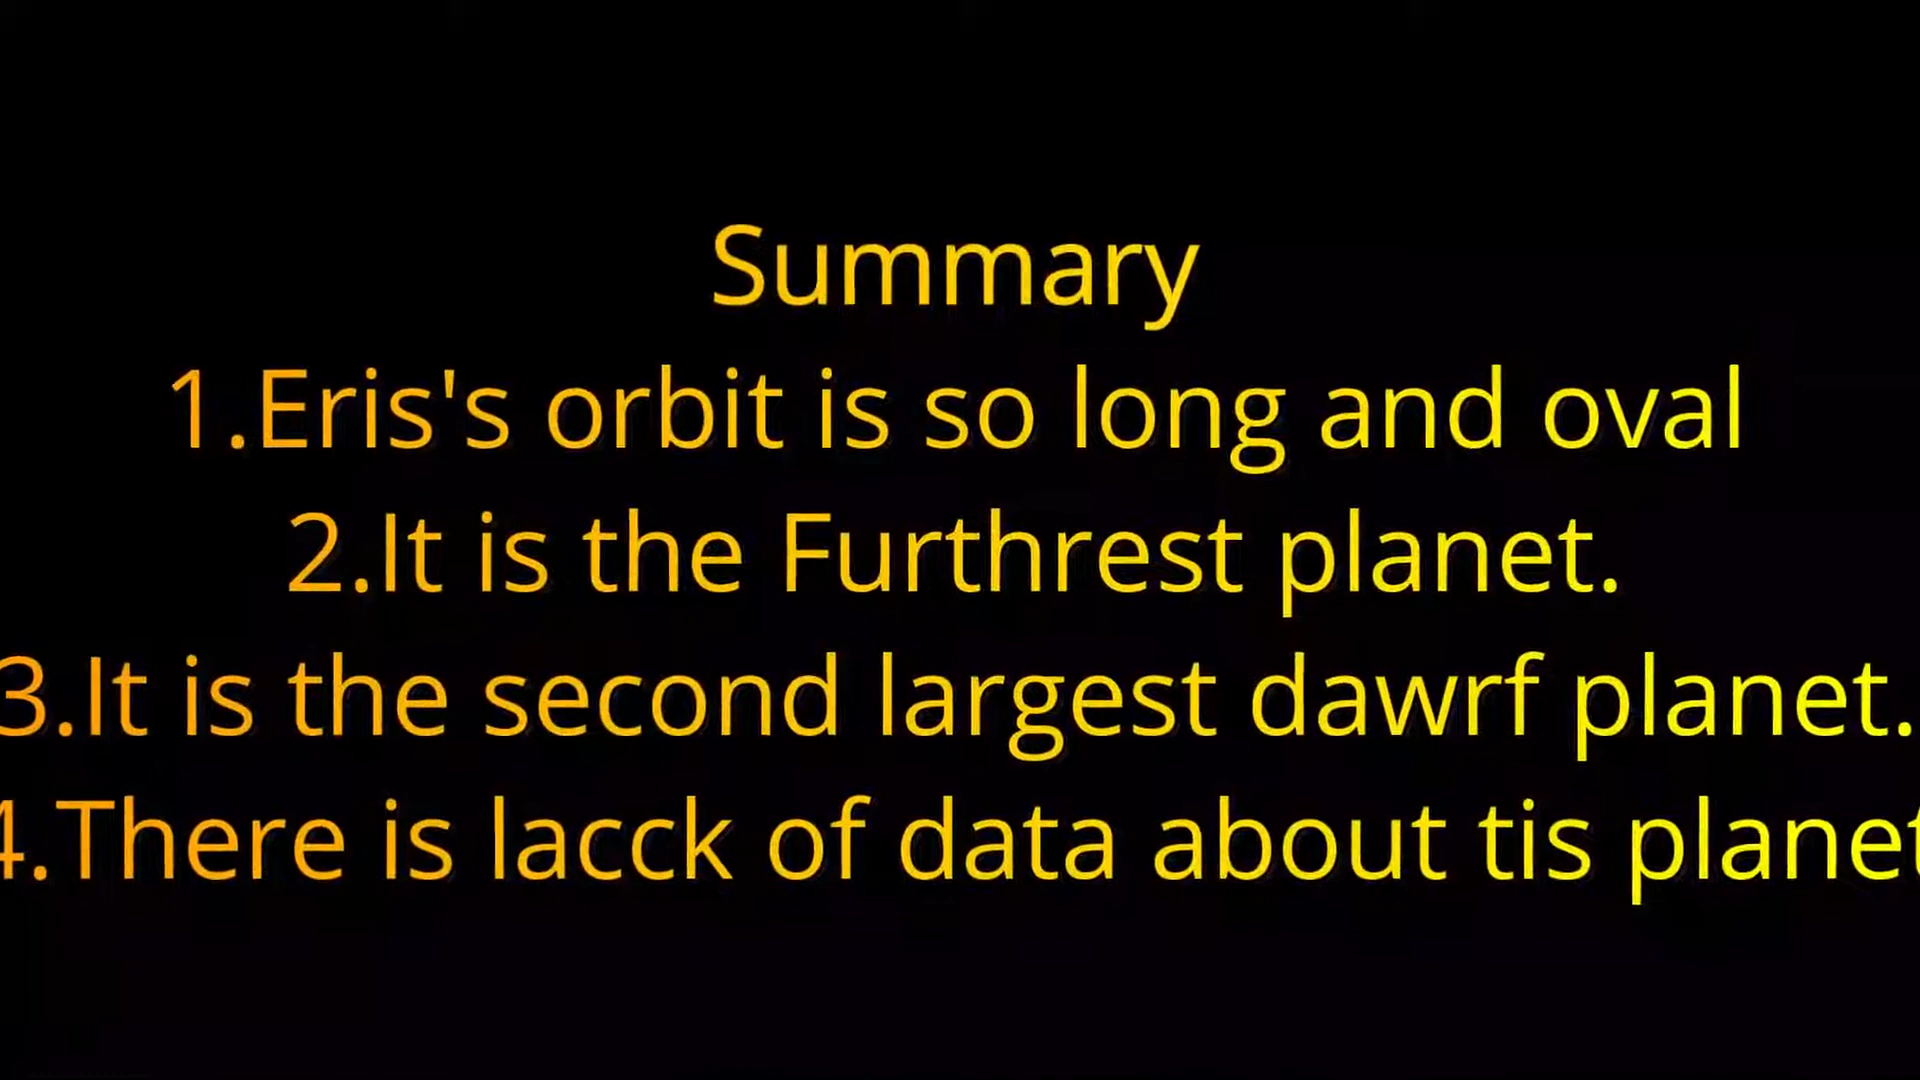 Summary
1.Eris's orbit is so long and oval
2.It is the Furthrest planet.
3.It is the second largest dawrf planet.
4.There is lacck of data about tis planet